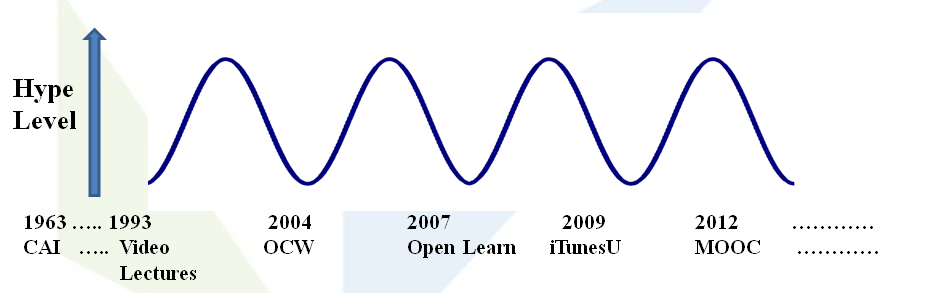 Hype
Level
1963 ..... 1993 2004 2007 2009 2012 ............
CAI ..... Video OCW Open Learn iTunesU MOOC ............
Lectures